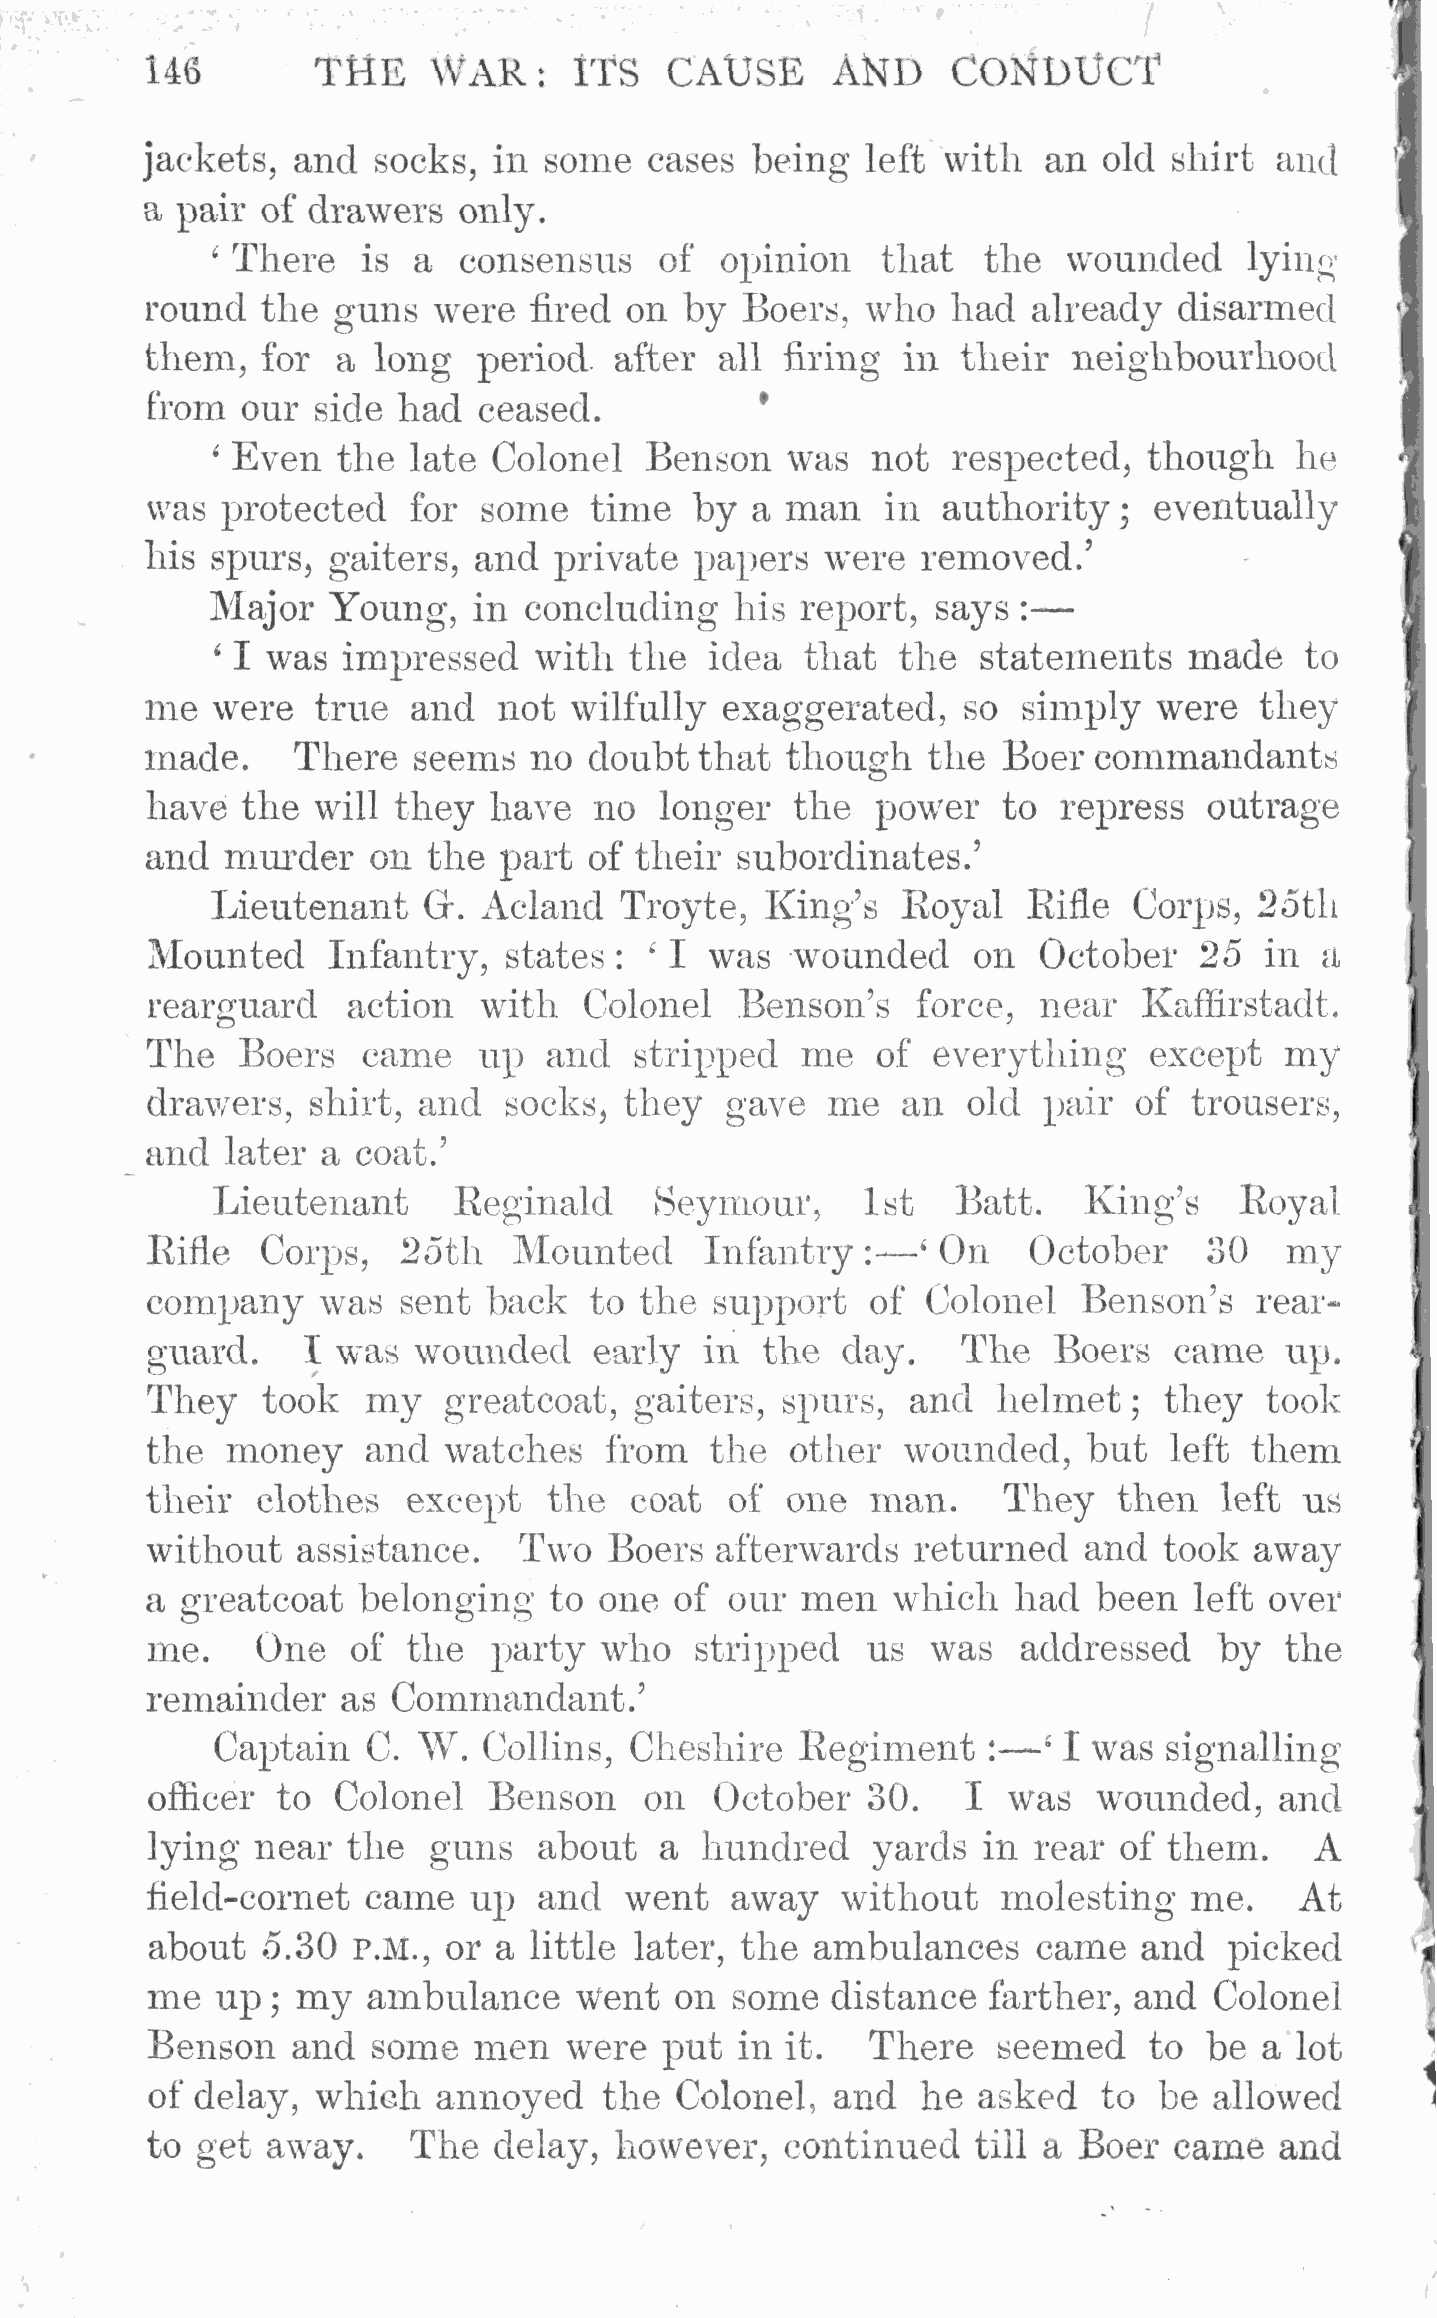 146 THE WAR: ITS CAUSE AND CONDUCT
jackets, and socks, in some cases being left with an old shirt and
a pair of drawers only.
‘ There is a consensus of opinion that the wounded lying
round the guns were fired on by Boers, who had already disarmed
them, for a long period after all firing in their neighbourhood
from our side had ceased.
‘ Even the late Colonel Benson was not respected, though he
was protected for some time by a man in authority ; eventually
his spurs, gaiters, and private papers were removed.’
Major Young, in concluding his report, says :—
‘ I was impressed with the idea that the statements made to
me were true and not wilfully exaggerated, so simply were they
made. There seems no doubt that though the Boer commandants
have the will they have no longer the power to repress outrage
and murder on the part of their subordinates.’
Lieutenant G. Acland Troyte, King’s Royal Rifle Corps, 25th
Mounted Infantry, states : ‘ I was wounded on October 25 in a
rearguard action with Colonel Benson’s force, near Kaffirstadt.
The Boers came up and stripped me of everything except my
drawers, shirt, and socks, they gave me an old pair of trousers,
and later a coat.’
Lieutenant Reginald Seymour, 1st Batt. King’s Royal
Rifle Corps, 25th Mounted Infantry :—‘ On October 30 my
company was sent back to the support of Colonel Benson’s rear-
guard. I was wounded early in the day. The Boers came up.
They took my greatcoat, gaiters, spurs, and helmet ; they took
the money and watches from the other wounded, but left them
their clothes except the coat of one man. They then left us
without assistance. Two Boers afterwards returned and took away
a greatcoat belonging to one of our men which had been left over
me. One of the party who stripped us was addressed by the
remainder as Commandant.’
Captain C. W. Collins, Cheshire Regiment :—‘ I was signalling
officer to Colonel Benson on October 30. I was wounded, and
lying near the guns about a hundred yards in rear of them. A
field-cornet came up and went away without molesting me. At
about 5.30 P.M., or a little later, the ambulances came and picked
me up ; my ambulance went on some distance farther, and Colonel
Benson and some men were put in it. There seemed to be a lot
of delay, which annoyed the Colonel, and he asked to be allowed
to get away. The delay, however, continued till a Boer came and